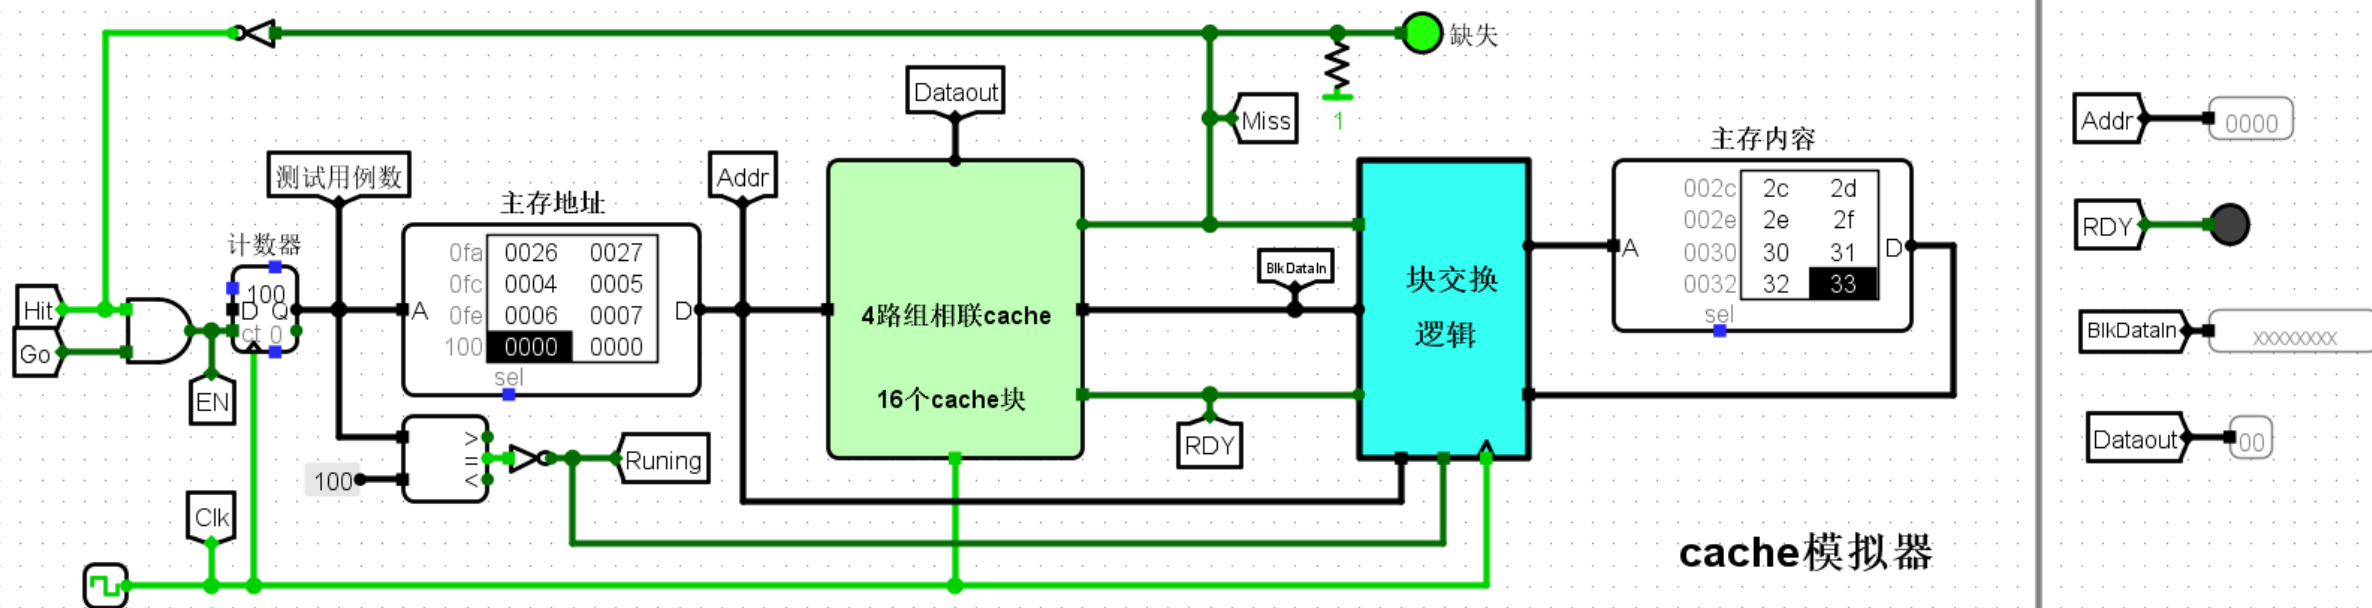 缺失
Dataout
Miss
1
主存内容
Addr
0000
测试用例数
Addr
002c 2c 2d
002e 2e 2f
0030 30 31
0032 32 33
A
D
sel
主存地址
RDY
计数器
0fa 0026 0027
0fc 0004 0005
0fe 0006 0007
100 0000 0000
A
D
sel
BlkDataIn
块交换
逻辑
Hit
Go
100
D Q
ct 0
4路组相联cache
16个cache块
BlkDataIn
xxxxxxxx
EN
RDY
Dataout
00
>
=
<
Runing
100
Clk
cache模拟器